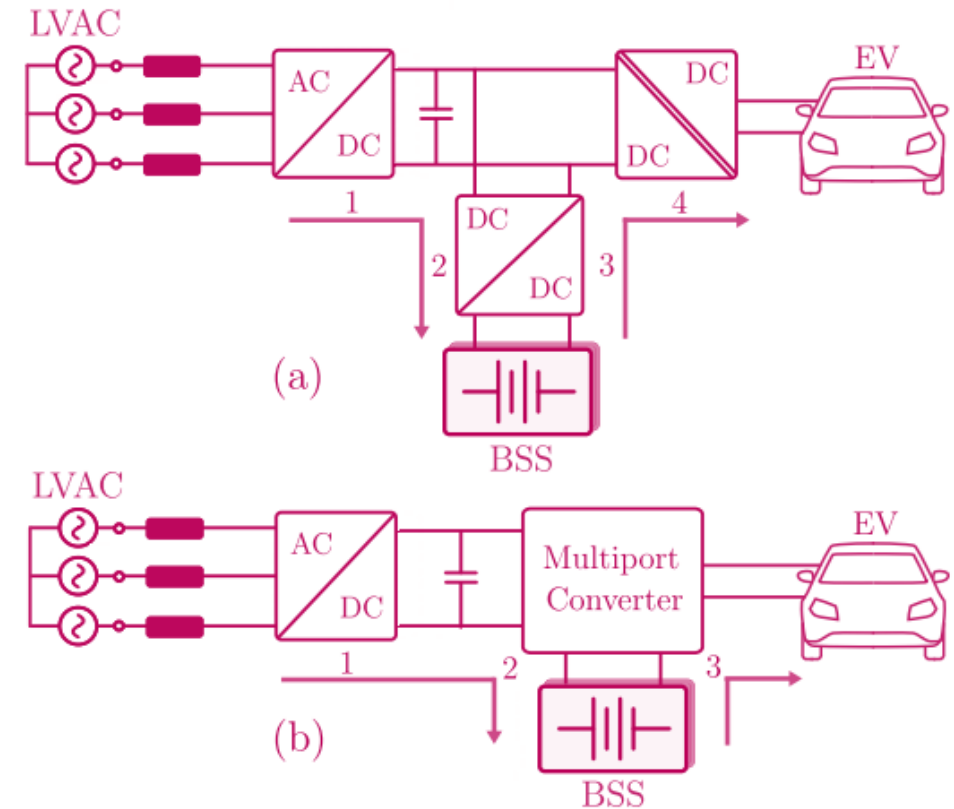 LVAC
EV
AC
DC
DC
DC
1
4
2
DC
DC
3
(a)
BSS
LVAC
EV
AC
DC
Multiport
Converter
1
2
3
(b)
BSS